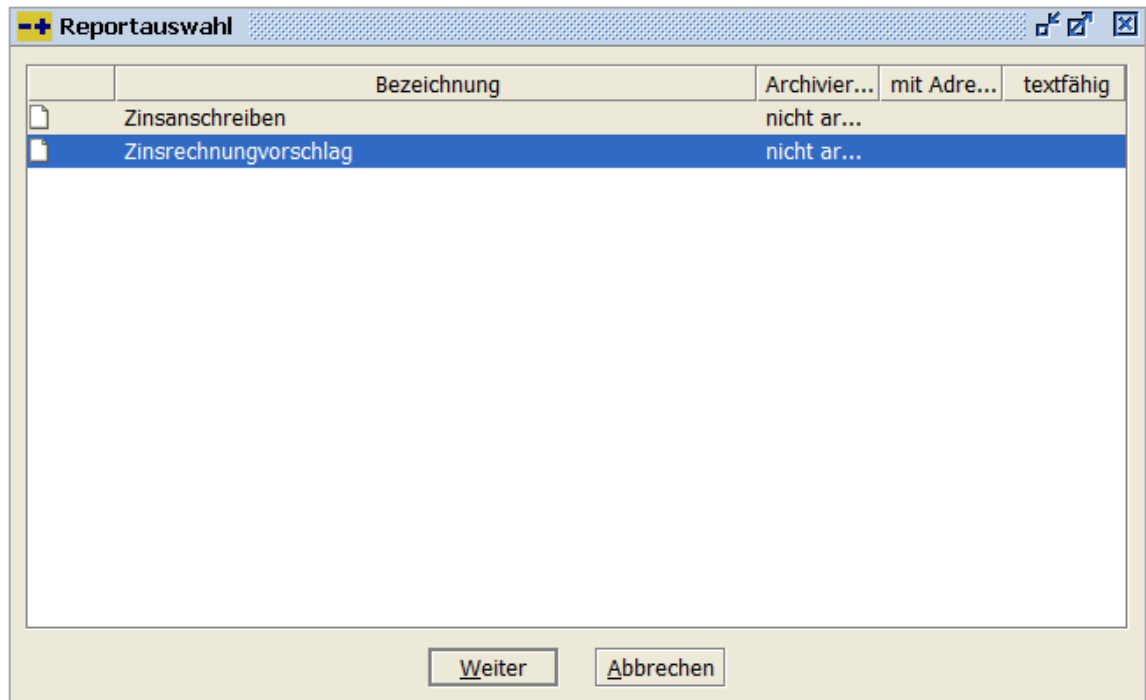 Reportauswahl
Bezeichnung Archivier... mit Adre... textfähig
Zinsanschreiben nicht ar...
Zinsrechnungvorschlag nicht ar...
Weiter Abbrechen